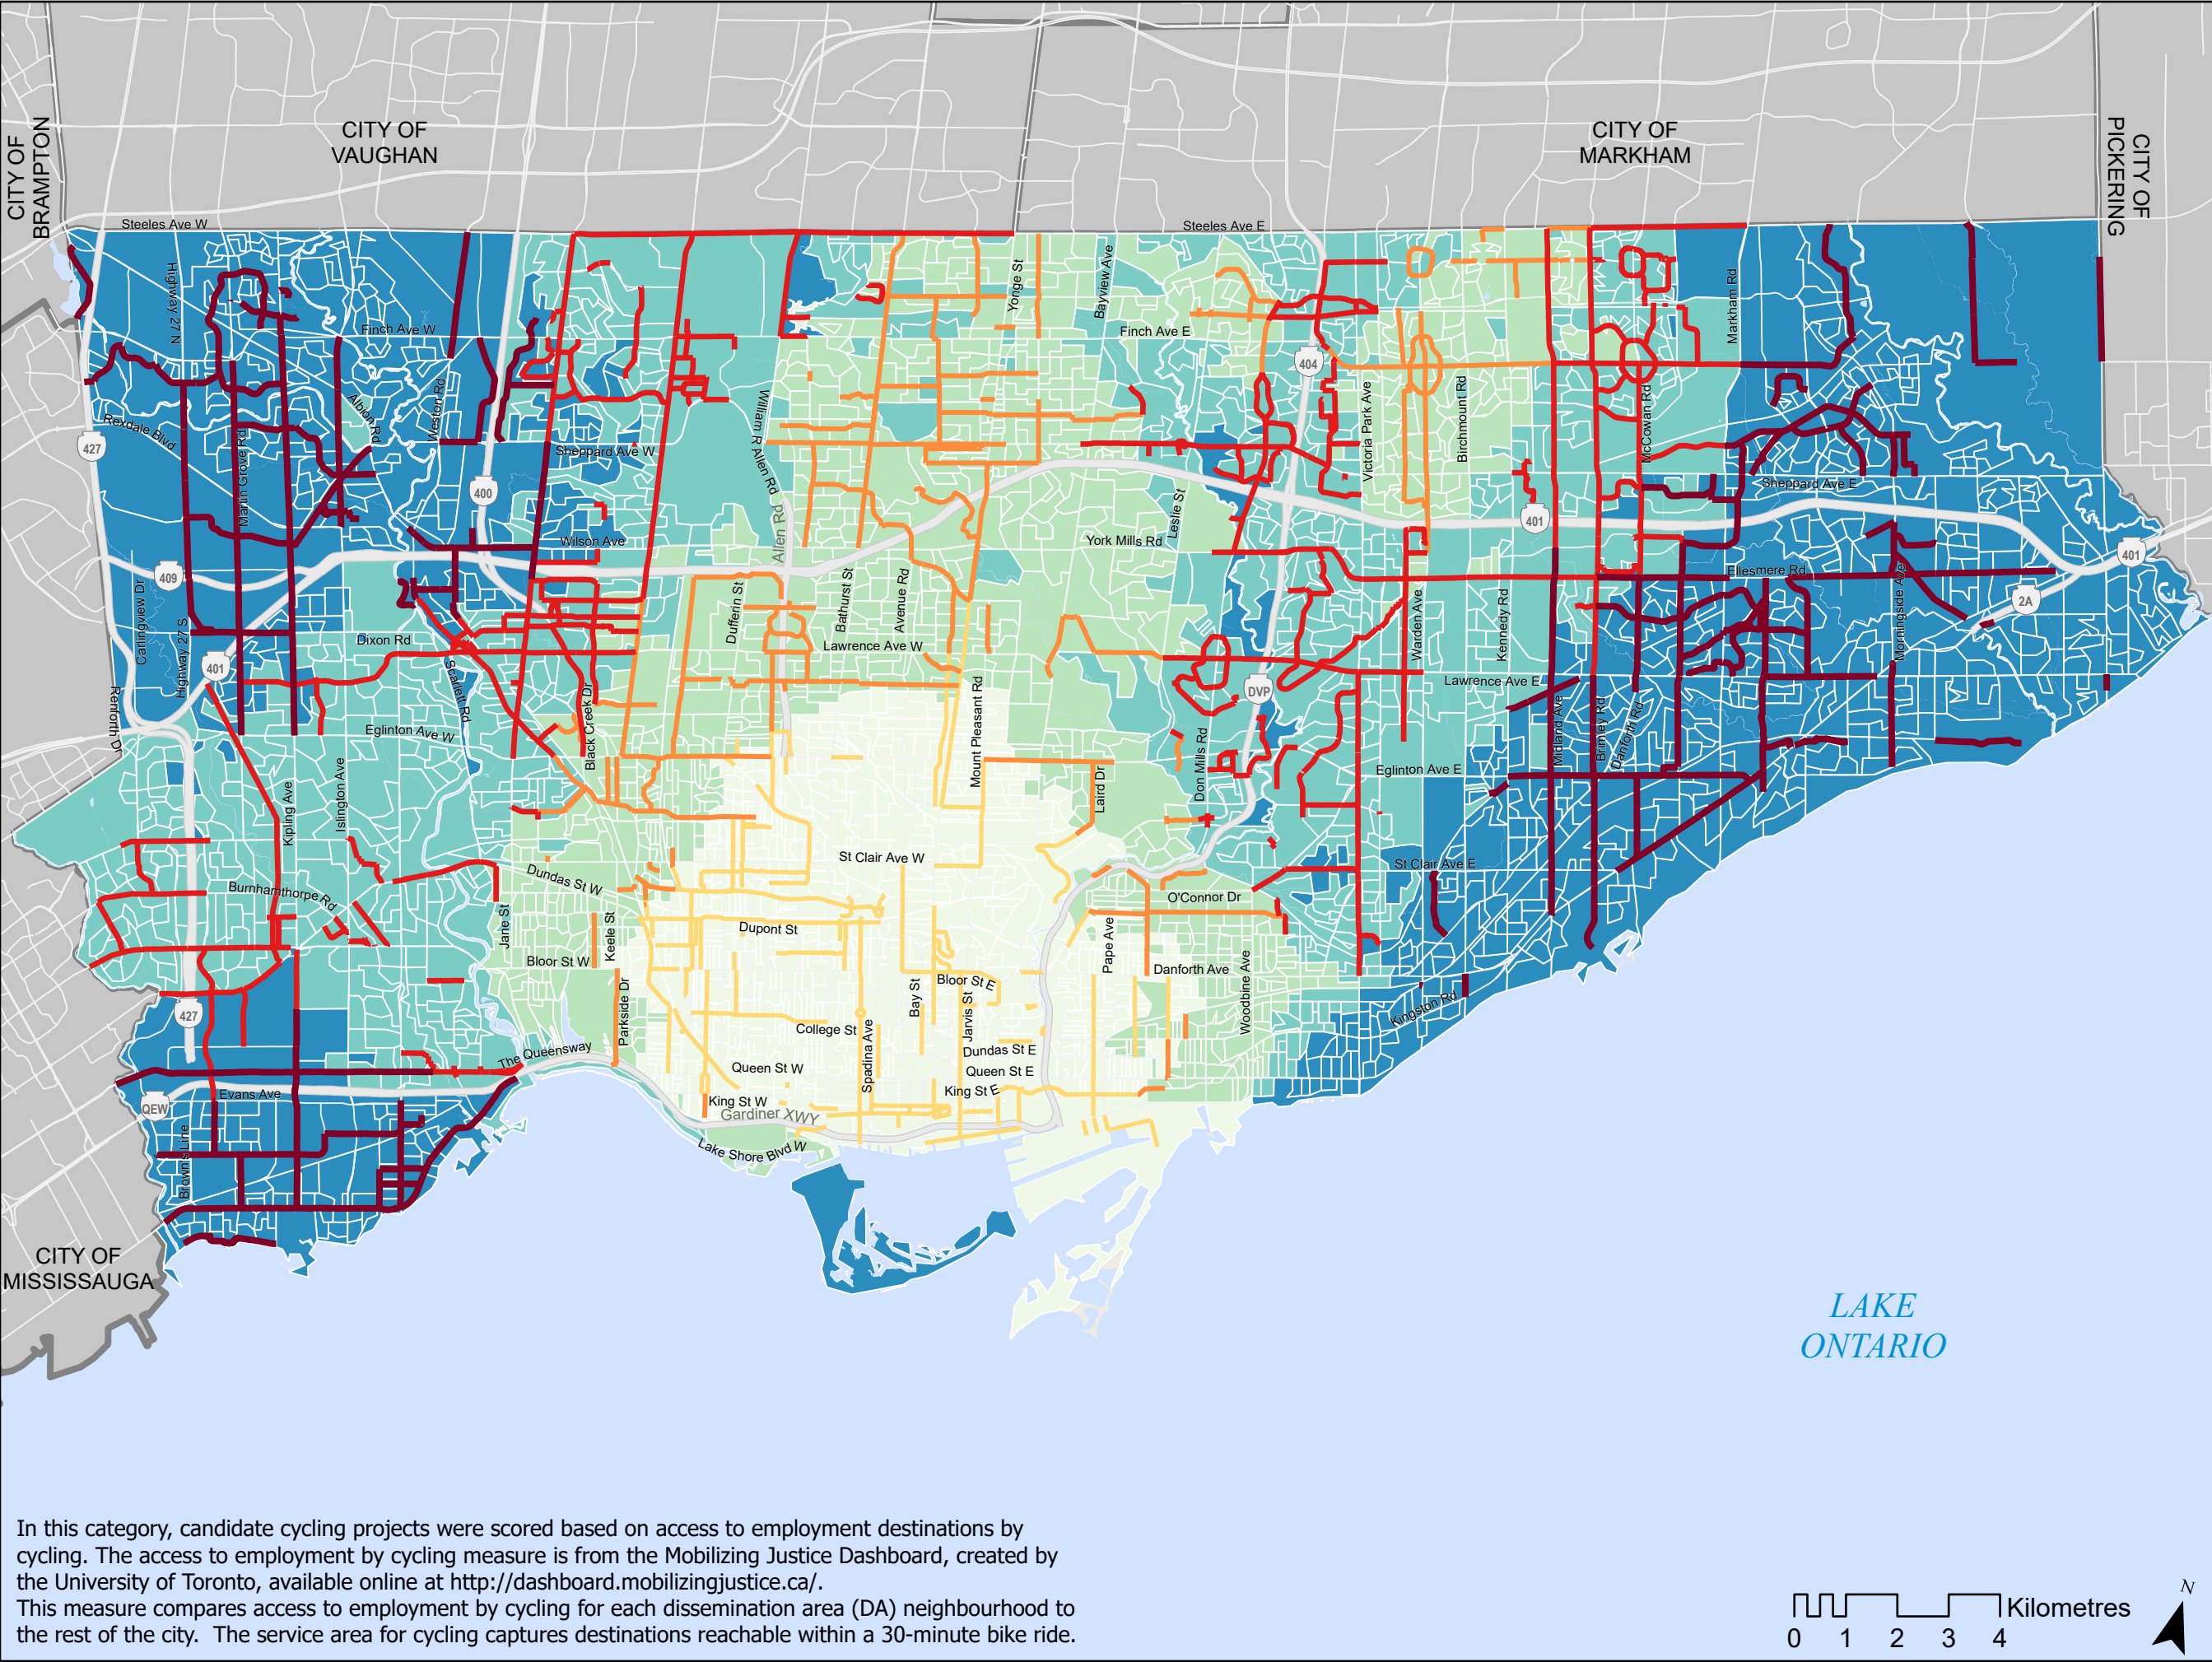 CITY OF
BRAMPTON
CITY OF
VAUGHAN
CITY OF
MARKHAM
CITY OF
PICKERING
Steeles Ave W
Steeles Ave E
Highway 27 N
Finch Ave W
Yonge St
Bayview Ave
Finch Ave E
Markham Rd
404
Rexdale Blvd
Albion Rd
Weston Rd
William R Allen Rd
Victoria Park Ave
Birchmount Rd
McCowan Rd
427
Martin Grove Rd
Sheppard Ave W
Sheppard Ave E
400
Leslie St
401
Allen Rd
Wilson Ave
York Mills Rd
401
409
Ellesmere Rd
Carlingview Dr
Dufferin St
Bathurst St
Avenue Rd
Warden Ave
Kennedy Rd
Morningside Ave
2A
Highway 27 S
Dixon Rd
Lawrence Ave W
401
Scarlett Rd
Lawrence Ave E
DVP
Renforth Dr
Eglinton Ave W
Black Creek Dr
Mount Pleasant Rd
Don Mills Rd
Midland Ave
Brimley Rd
Danforth Rd
Eglinton Ave E
Laird Dr
Kipling Ave
Islington Ave
St Clair Ave W
St Clair Ave E
Dundas St W
Burnhamthorpe Rd
O'Connor Dr
Jane St
Keele St
Dupont St
Pape Ave
Bloor St W
Danforth Ave
Woodbine Ave
Bloor St E
427
Parkside Dr
Bay St
Jarvis St
Kingston Rd
College St
Spadina Ave
The Queensway
Dundas St E
Queen St W
Queen St E
Evans Ave
King St E
QEW
King St W
Gardiner XWY
Brown's Line
Lake Shore Blvd W
CITY OF
MISSISSAUGA
LAKE
ONTARIO
In this category, candidate cycling projects were scored based on access to employment destinations by
cycling. The access to employment by cycling measure is from the Mobilizing Justice Dashboard, created by
the University of Toronto, available online at http://dashboard.mobilizingjustice.ca/.
This measure compares access to employment by cycling for each dissemination area (DA) neighbourhood to
the rest of the city. The service area for cycling captures destinations reachable within a 30-minute bike ride.
N
Kilometres
0 1 2 3 4